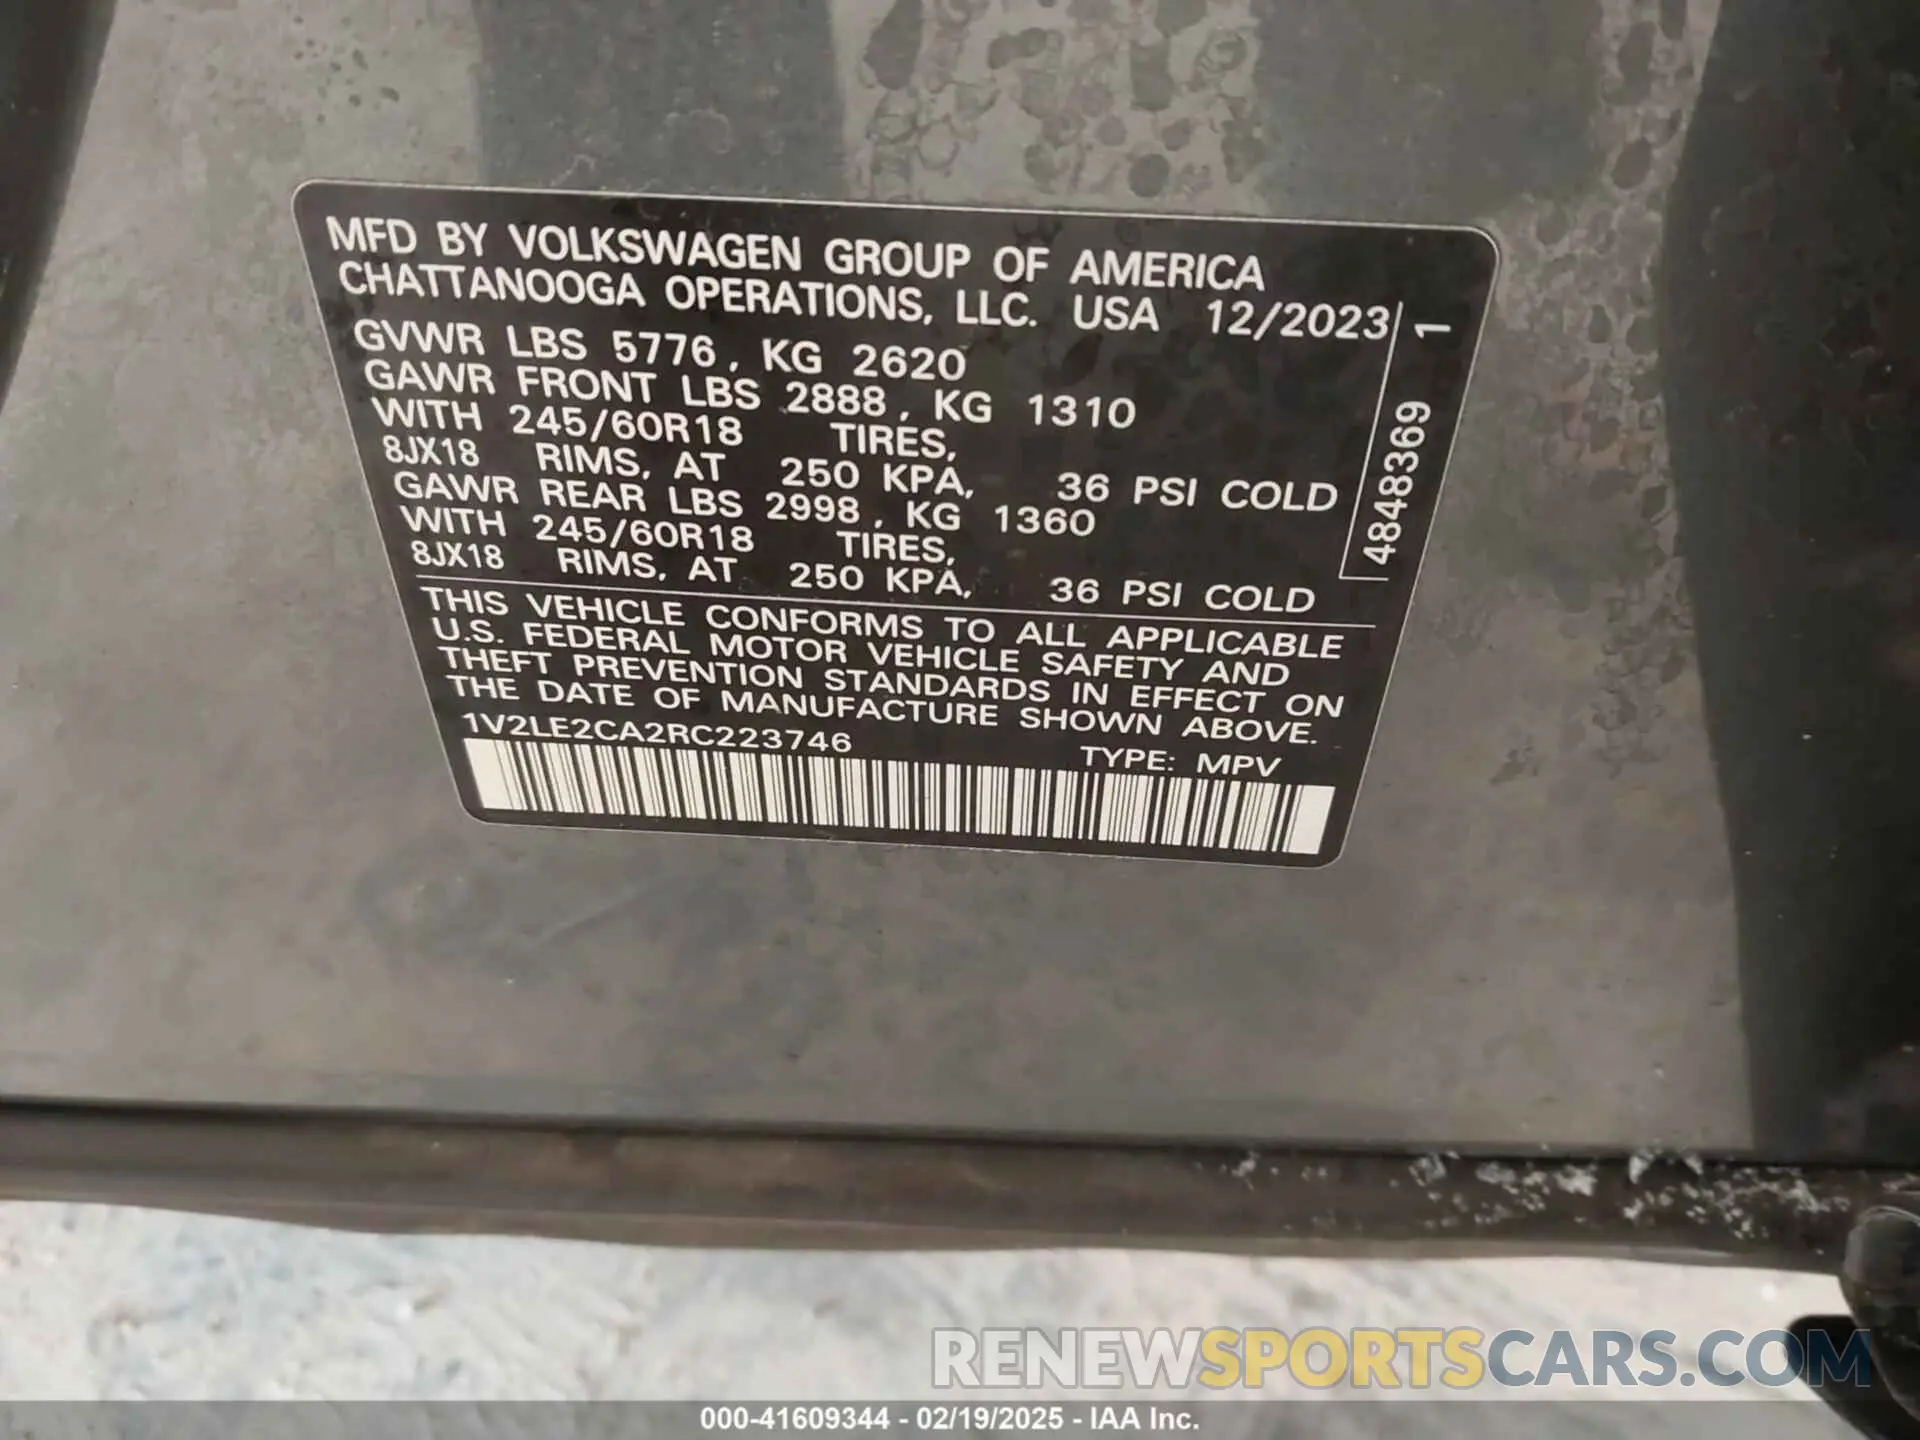 MFD BY VOLKSWAGEN GROUP OF AMERICA
CHATTANOOGA OPERATIONS, LLC. USA 12/2023
GVWR LBS 5776, KG 2620
GAWR FRONT LBS 2888, KG 1310
WITH 245/60R18 TIRES,
8JX18 RIMS, AT 250 KPA, 36 PSI COLD
GAWR REAR LBS 2998, KG 1360
WITH 245/60R18 TIRES,
8JX18 RIMS, AT 250 KPA, 36 PSI COLD
4848369 1
THIS VEHICLE CONFORMS TO ALL APPLICABLE
U.S. FEDERAL MOTOR VEHICLE SAFETY AND
THEFT PREVENTION STANDARDS IN EFFECT ON
THE DATE OF MANUFACTURE SHOWN ABOVE.
1V2LE2CA2RC223746 TYPE: MPV
RENEWSPORTSCARS.COM
000-41609344 - 02/19/2025 - IAA Inc.